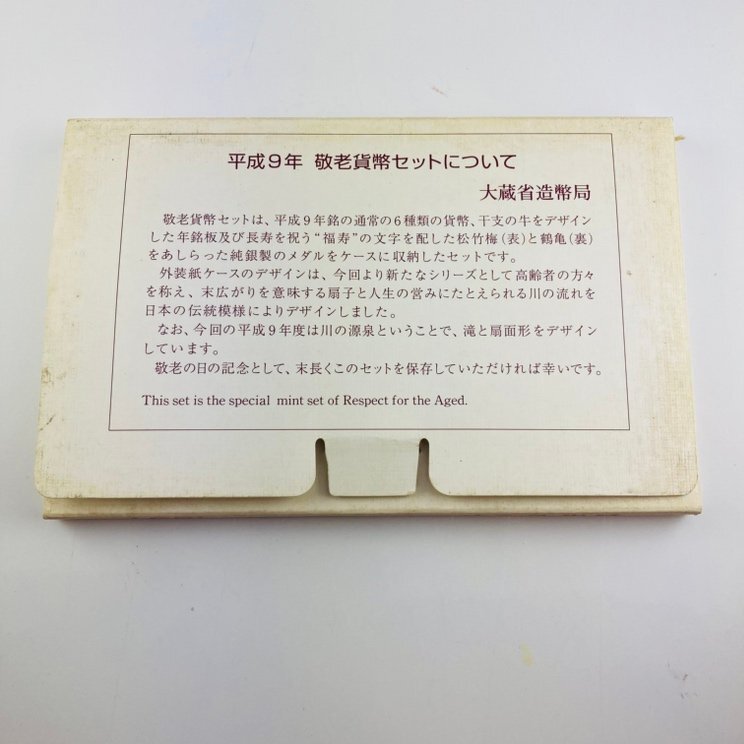 平成9年 敬老貨幣セットについて
大蔵省造幣局
敬老貨幣セットは、平成9年銘の通常の6種類の貨幣、干支の牛をデザイン
した年銘板及び長寿を祝う“福寿”の文字を配した松竹梅(表)と鶴亀(裏)
をあしらった純銀製のメダルをケースに収納したセットです。
外装紙ケースのデザインは、今回より新たなシリーズとして高齢者の方々
を称え、末広がりを意味する扇子と人生の営みにたとえられる川の流れを
日本の伝統模様によりデザインしました。
なお、今回の平成9年度は川の源泉ということで、滝と扇面形をデザイン
しています。
敬老の日の記念として、末長くこのセットを保存していただければ幸いです。
This set is the special mint set of Respect for the Aged.